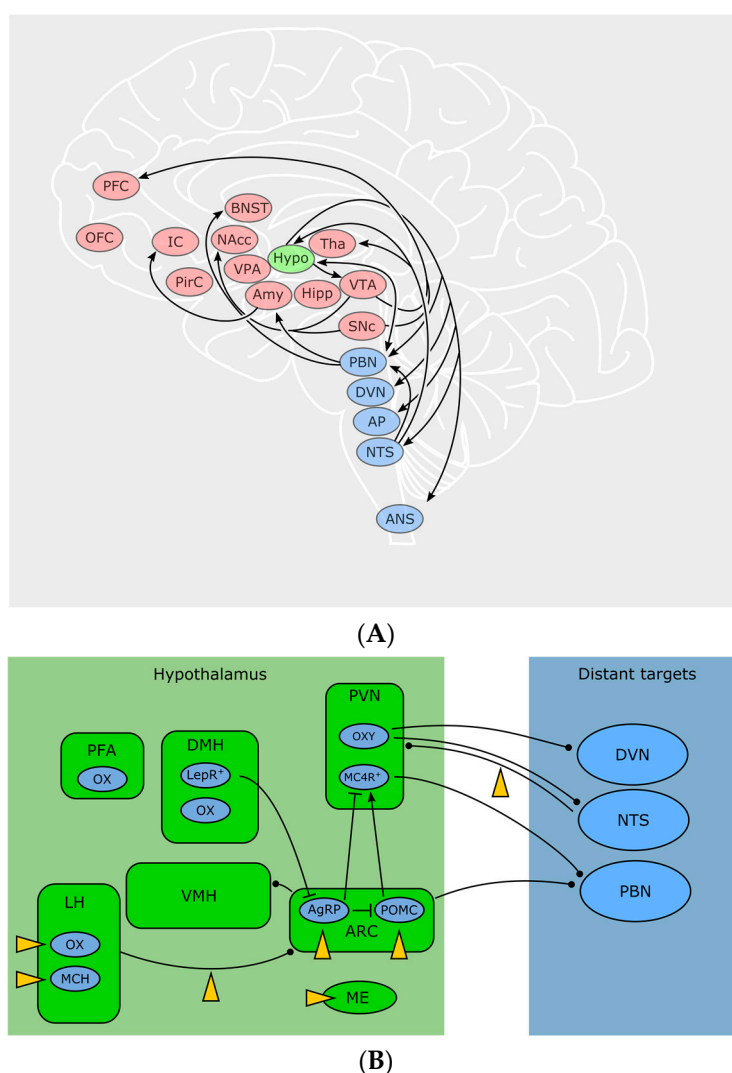 PFC
BNST
OFC
IC
NAcc
Tha
Hypo
VPA
PirC
Amy
Hipp
VTA
SNc
PBN
DVN
AP
NTS
ANS
(A)
Hypothalamus
Distant targets
PVN
OXY
MC4R⁺
PFA
OX
DMH
LepR⁺
OX
DVN
NTS
PBN
VMH
LH
OX
MCH
AgRP
POMC
ARC
ME
(B)